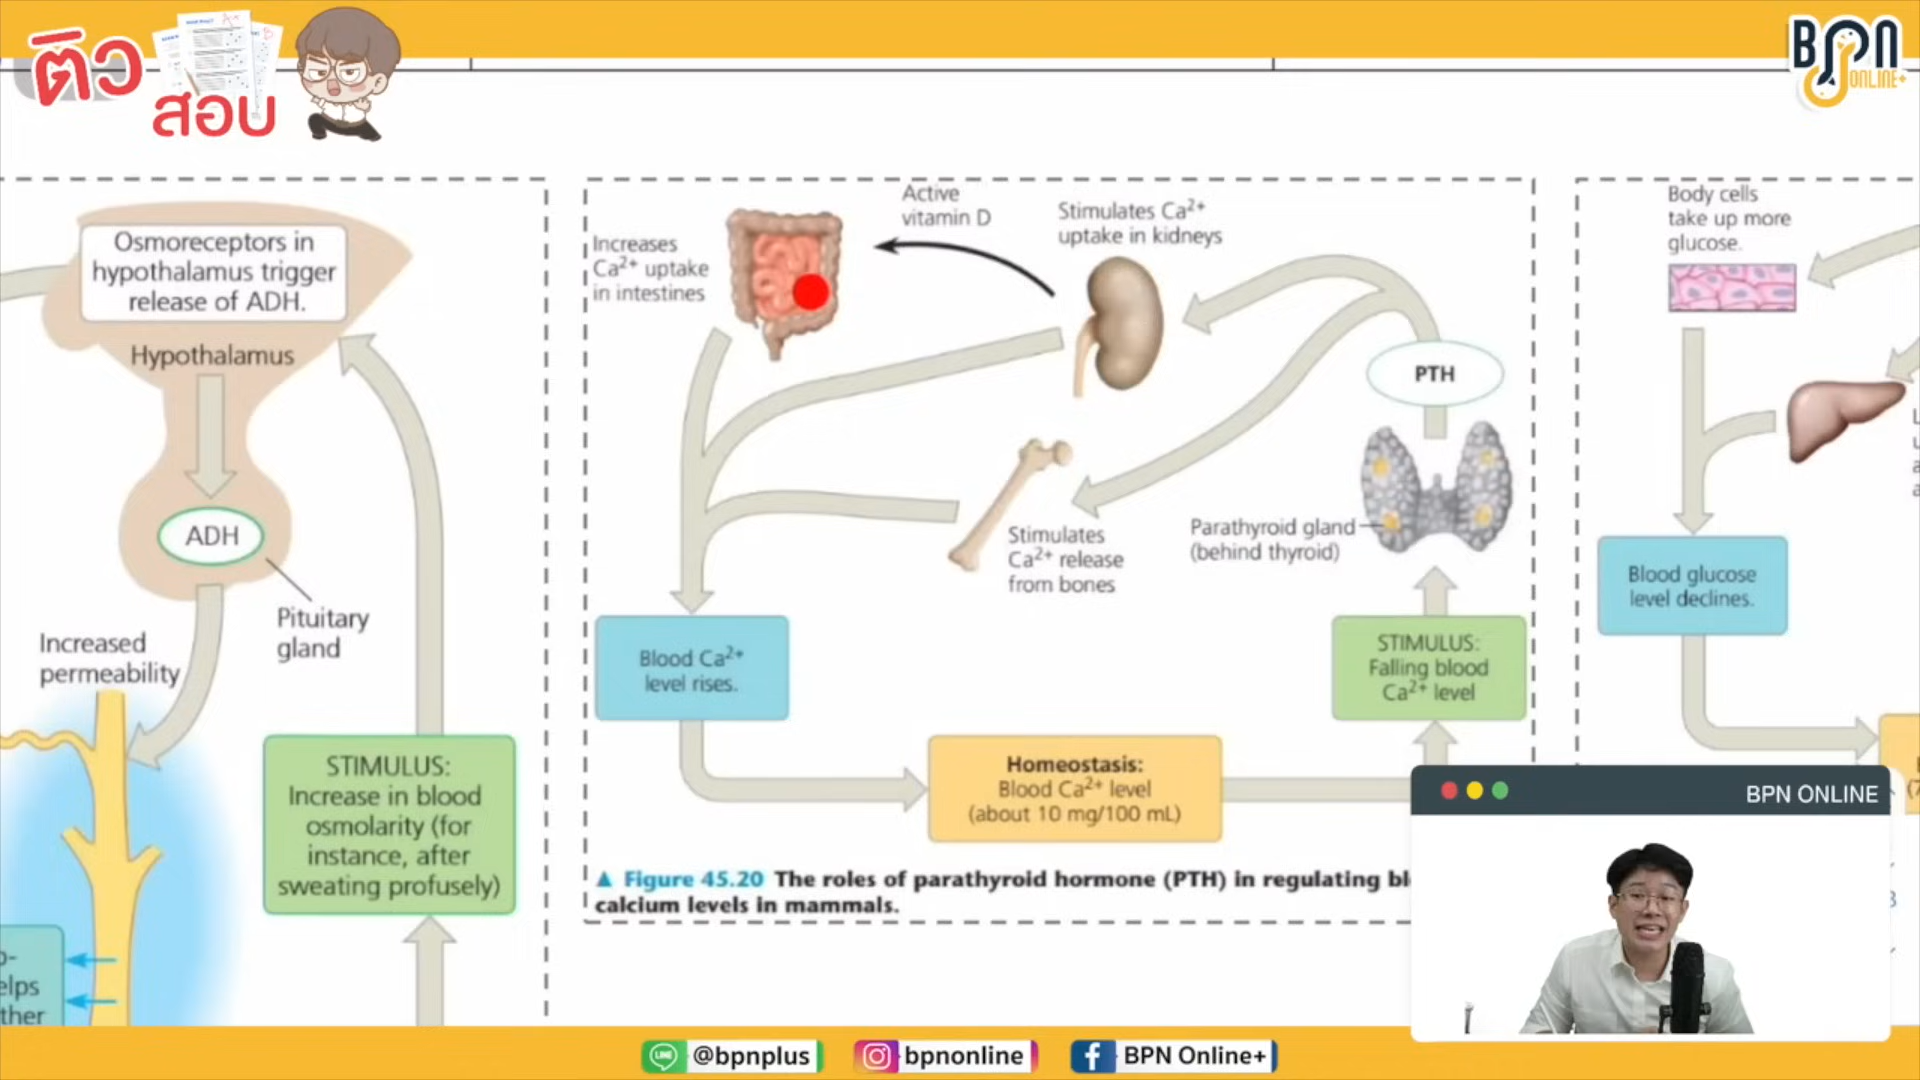 ติว
สอบ
BPN
ONLINE+
Osmoreceptors in
hypothalamus trigger
release of ADH.
Hypothalamus
ADH
Pituitary
gland
Increased
permeability
STIMULUS:
Increase in blood
osmolarity (for
instance, after
sweating profusely)
elps
ther
Increases
Ca²⁺ uptake
in intestines
Active
vitamin D
Stimulates Ca²⁺
uptake in kidneys
PTH
Parathyroid gland
(behind thyroid)
Stimulates
Ca²⁺ release
from bones
Blood Ca²⁺
level rises.
STIMULUS:
Falling blood
Ca²⁺ level
Homeostasis:
Blood Ca²⁺ level
(about 10 mg/100 mL)
▲ Figure 45.20 The roles of parathyroid hormone (PTH) in regulating bl
calcium levels in mammals.
Body cells
take up more
glucose.
Blood glucose
level declines.
BPN ONLINE
LINE @bpnplus
bpnonline
BPN Online+